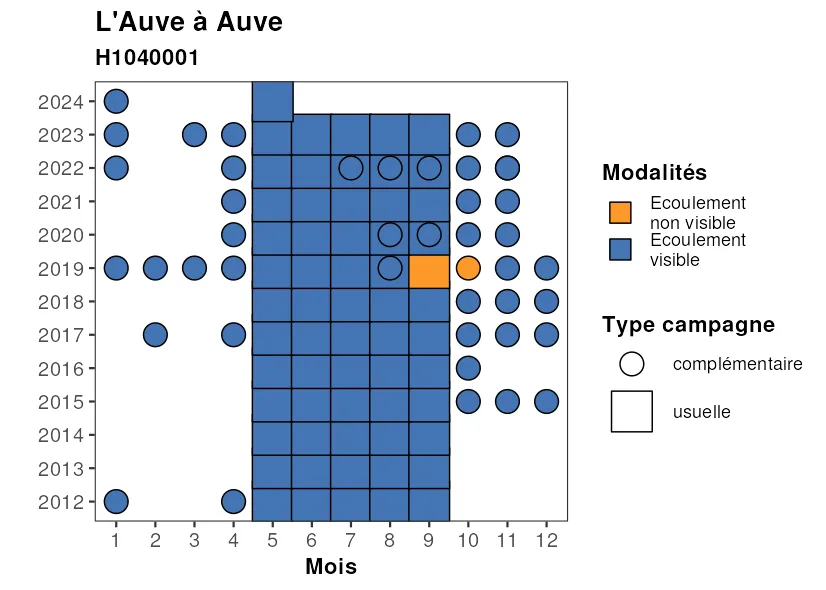 L'Auve à Auve
H1040001
2024
2023
2022
2021
2020
2019
2018
2017
2016
2015
2014
2013
2012
1 2 3 4 5 6 7 8 9 10 11 12
Mois
Modalités
Ecoulement
non visible
Ecoulement
visible
Type campagne
complémentaire
usuelle